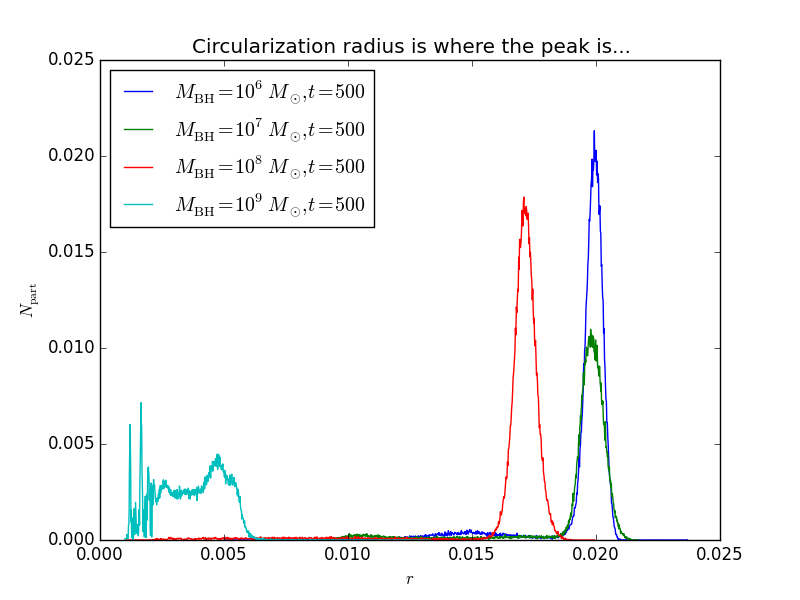 Circularization radius is where the peak is...
0.025
0.020
0.015
0.010
0.005
0.000
N_part
M_BH = 10^6 M_⊙, t = 500
M_BH = 10^7 M_⊙, t = 500
M_BH = 10^8 M_⊙, t = 500
M_BH = 10^9 M_⊙, t = 500
0.000 0.005 0.010 0.015 0.020 0.025
r